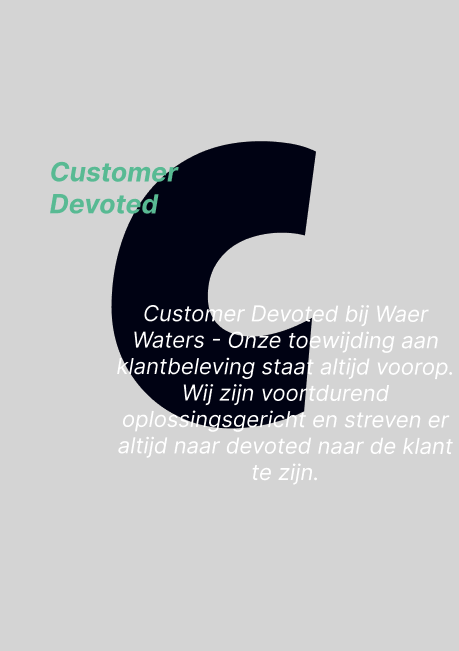 C
Customer
Devoted
Customer Devoted bij Waer
Waters - Onze toewijding aan
klantbeleving staat altijd voorop.
Wij zijn voortdurend
oplossingsgericht en streven er
altijd naar devoted naar de klant
te zijn.